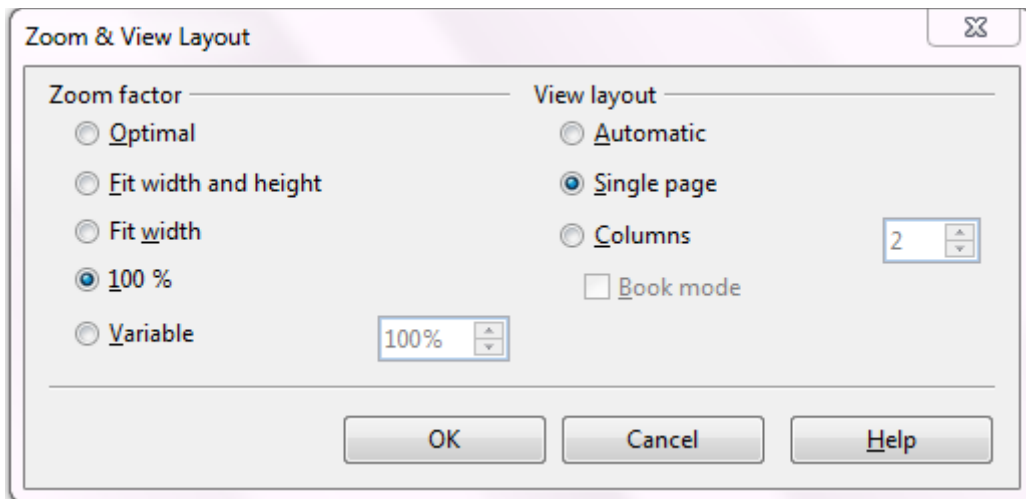 Zoom & View Layout
Zoom factor
Optimal
Fit width and height
Fit width
100 %
Variable
100%
View layout
Automatic
Single page
Columns
2
Book mode
OK
Cancel
Help